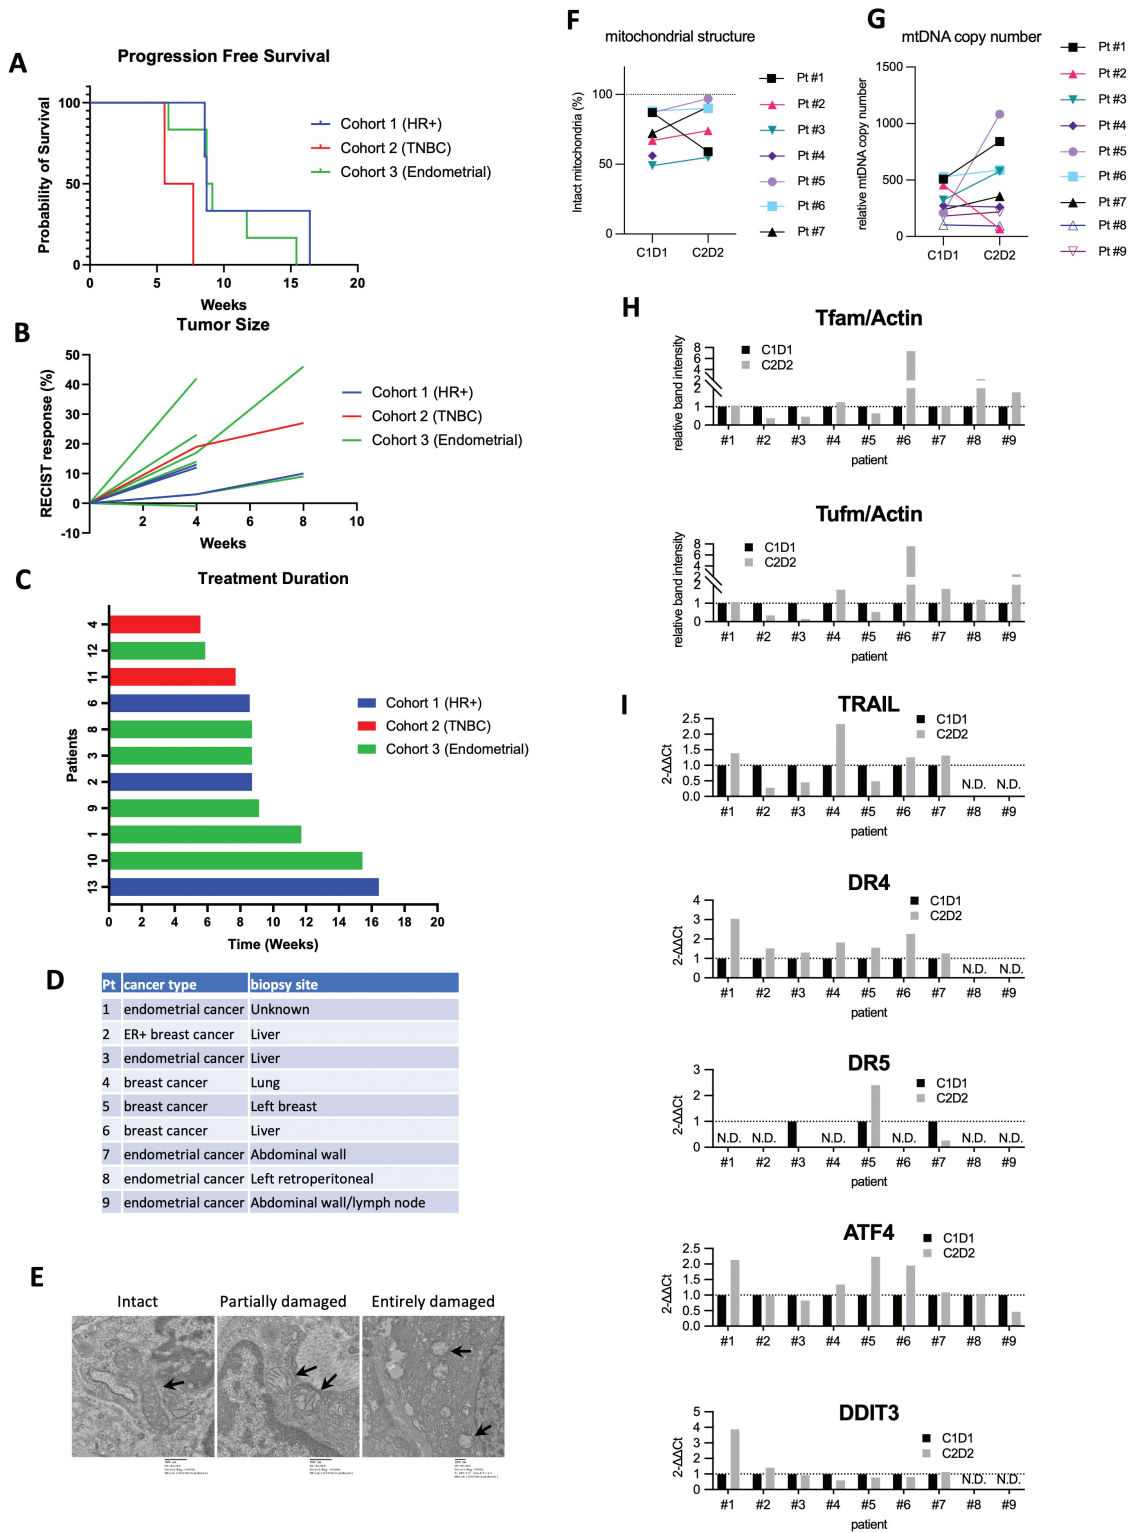 A
Progression Free Survival
Probability of Survival
100
50
0
0 5 10 15 20
Weeks
Cohort 1 (HR+)
Cohort 2 (TNBC)
Cohort 3 (Endometrial)
B
Tumor Size
RECIST response (%)
50
40
30
20
10
0
-10
2 4 6 8 10
Weeks
Cohort 1 (HR+)
Cohort 2 (TNBC)
Cohort 3 (Endometrial)
C
Treatment Duration
Patients
4
12
11
6
8
3
2
9
1
10
13
0 2 4 6 8 10 12 14 16 18 20
Time (Weeks)
Cohort 1 (HR+)
Cohort 2 (TNBC)
Cohort 3 (Endometrial)
D
Pt cancer type biopsy site
1 endometrial cancer Unknown
2 ER+ breast cancer Liver
3 endometrial cancer Liver
4 breast cancer Lung
5 breast cancer Left breast
6 breast cancer Liver
7 endometrial cancer Abdominal wall
8 endometrial cancer Left retroperitoneal
9 endometrial cancer Abdominal wall/lymph node
E
Intact Partially damaged Entirely damaged
F
mitochondrial structure
Intact mitochondria (%)
100
50
0
C1D1 C2D2
Pt #1
Pt #2
Pt #3
Pt #4
Pt #5
Pt #6
Pt #7
G
mtDNA copy number
relative mtDNA copy number
1500
1000
500
0
C1D1 C2D2
Pt #1
Pt #2
Pt #3
Pt #4
Pt #5
Pt #6
Pt #7
Pt #8
Pt #9
H
Tfam/Actin
relative band intensity
8
6
4
2
2
1
0
C1D1
C2D2
#1 #2 #3 #4 #5 #6 #7 #8 #9
patient
Tufm/Actin
relative band intensity
8
6
4
2
2
1
0
C1D1
C2D2
#1 #2 #3 #4 #5 #6 #7 #8 #9
patient
I
TRAIL
2-ΔΔCt
2.5
2.0
1.5
1.0
0.5
0.0
C1D1
C2D2
N.D. N.D.
#1 #2 #3 #4 #5 #6 #7 #8 #9
patient
DR4
2-ΔΔCt
4
3
2
1
0
C1D1
C2D2
N.D. N.D.
#1 #2 #3 #4 #5 #6 #7 #8 #9
patient
DR5
2-ΔΔCt
3
2
1
0
C1D1
C2D2
N.D. N.D. N.D. N.D. N.D. N.D.
#1 #2 #3 #4 #5 #6 #7 #8 #9
patient
ATF4
2-ΔΔCt
2.5
2.0
1.5
1.0
0.5
0.0
C1D1
C2D2
#1 #2 #3 #4 #5 #6 #7 #8 #9
patient
DDIT3
2-ΔΔCt
5
4
3
2
1
0
C1D1
C2D2
N.D. N.D.
#1 #2 #3 #4 #5 #6 #7 #8 #9
patient